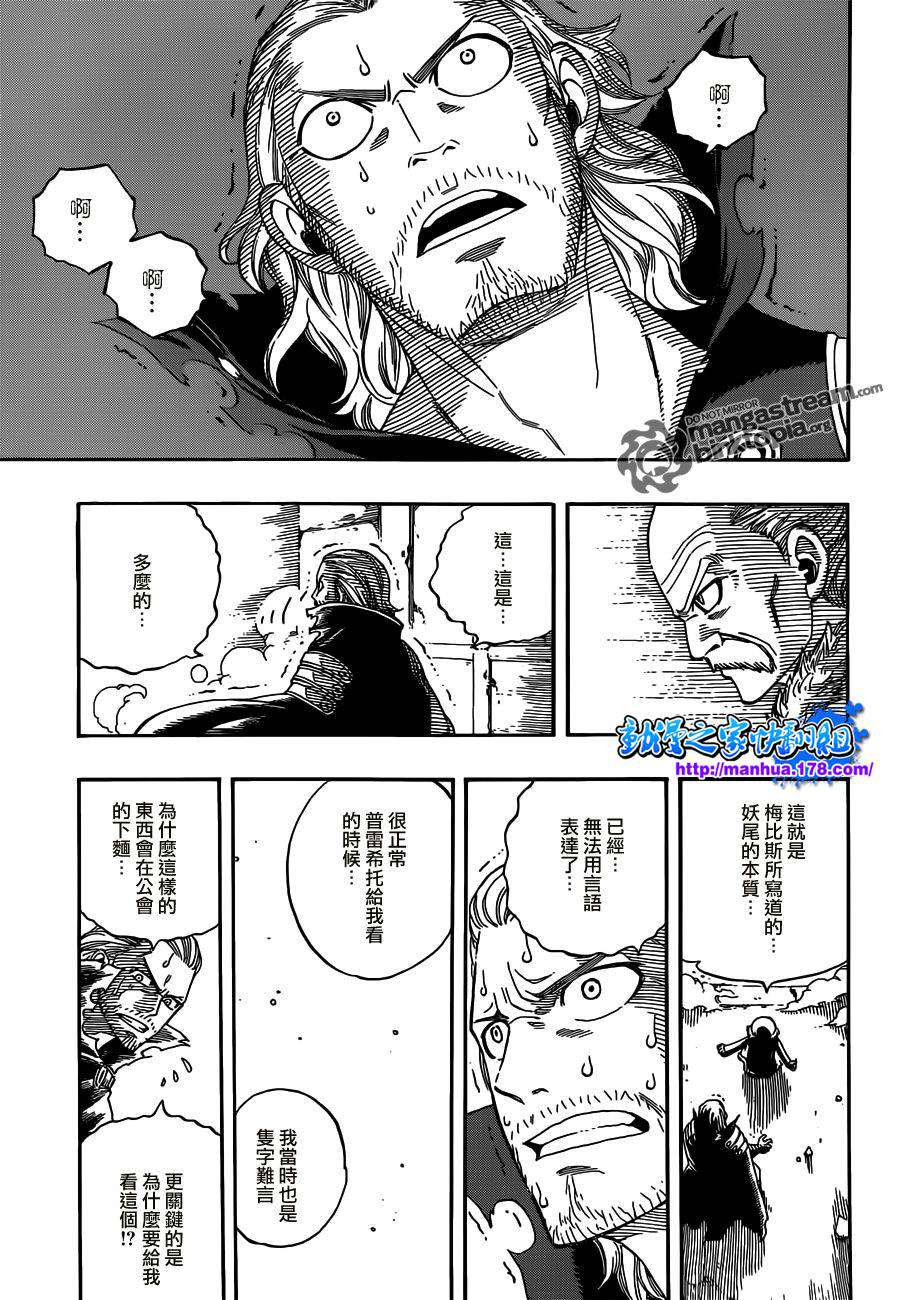 啊…
啊…
啊…
DO NOT MIRROR
mangastream.com
binktopia.org
這…這是…
多麼的…
動漫之家快翻組
http://manhua.178.com/
這就是
梅比斯所寫道的
妖尾的本質…
已經…
無法用言語
表達了…
很正常
普雷希托給我看
的時候…
我當時也是
隻字難言
為什麼這樣的
東西會在公會
的下麵…
更關鍵的是
為什麼要給我
看這個!?